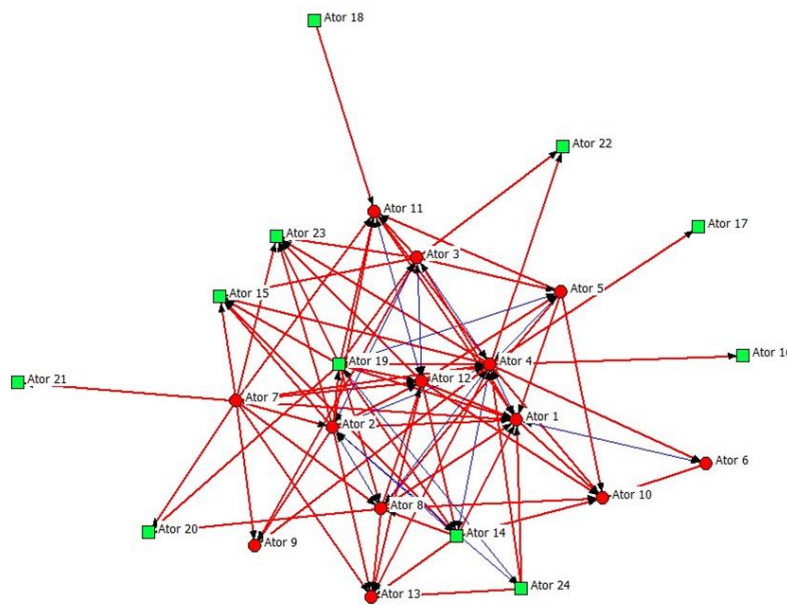 Ator 18
Ator 22
Ator 11
Ator 17
Ator 23
Ator 3
Ator 5
Ator 15
Ator 16
Ator 19
Ator 4
Ator 12
Ator 21
Ator 7
Ator 1
Ator 2
Ator 6
Ator 10
Ator 8
Ator 20
Ator 14
Ator 9
Ator 24
Ator 13